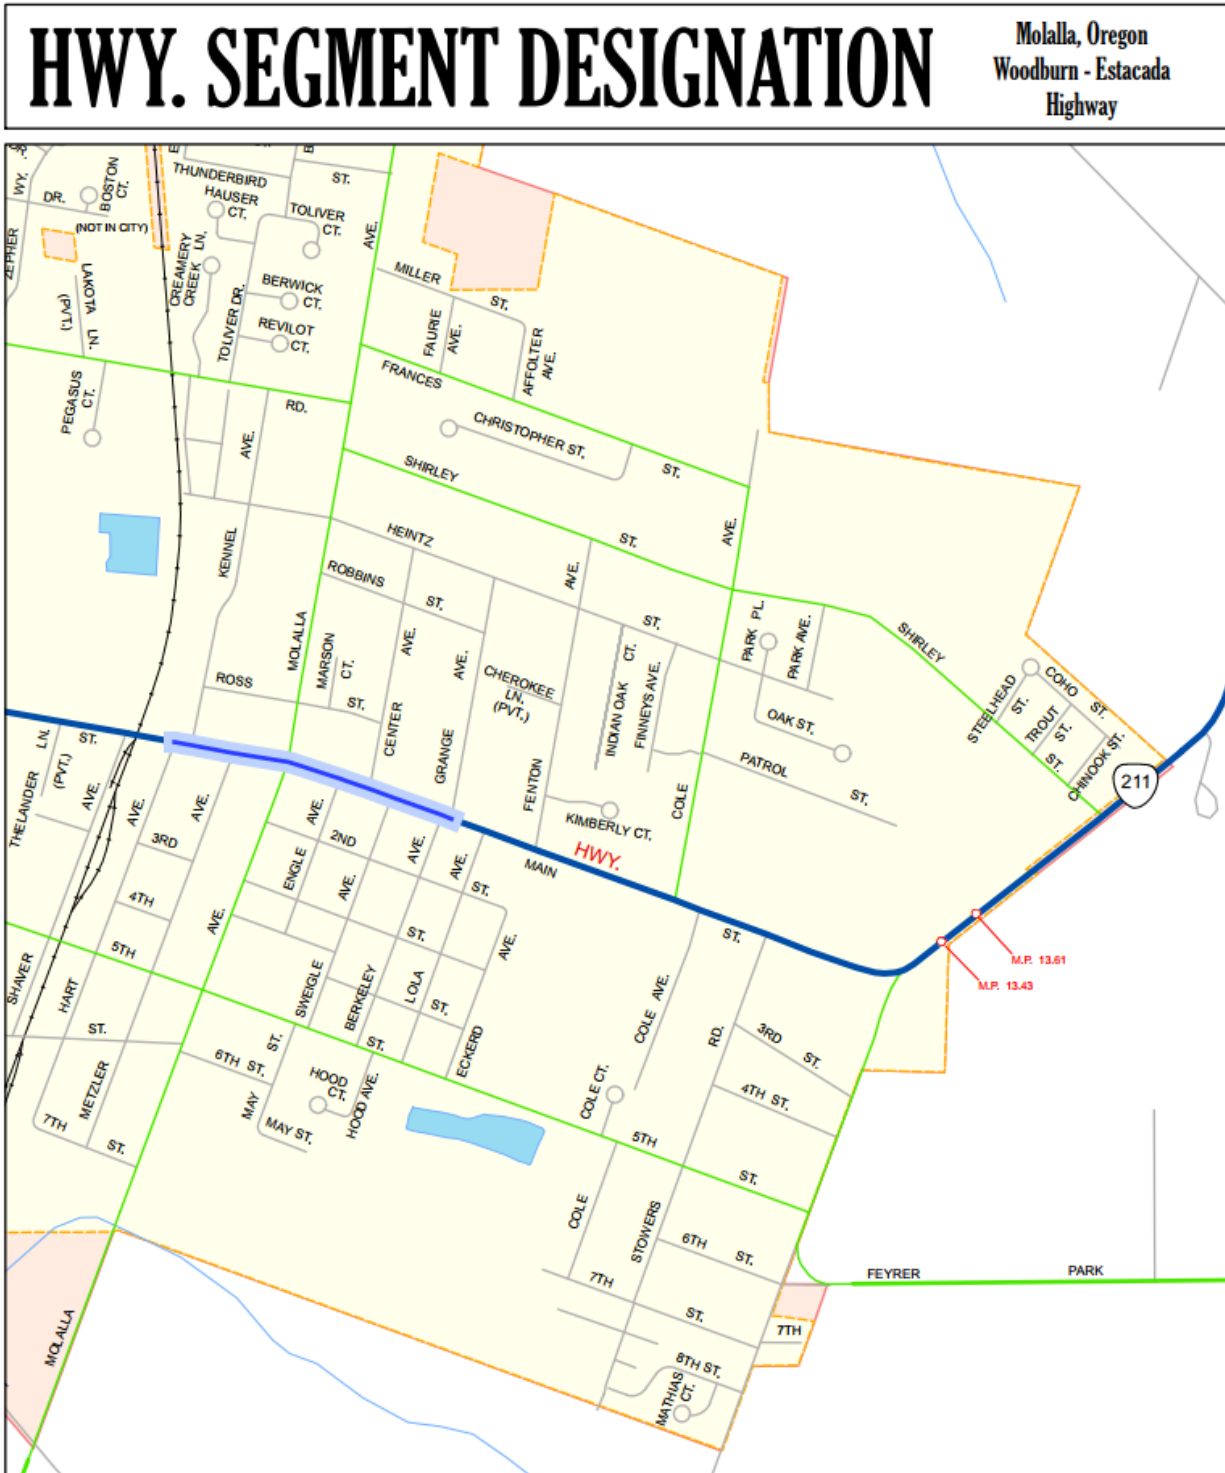 HWY. SEGMENT DESIGNATION
Molalla, Oregon
Woodburn - Estacada
Highway
DR.
WY.
DR.
BOSTON
CT.
(NOT IN CITY)
ZEPHER
LAKOTA LN.
(PVT.)
PEGASUS
CT.
THUNDERBIRD
ST.
HAUSER
CT.
TOLIVER
CT.
CREAMERY
CREEK LN.
TOLIVER DR.
BERWICK
CT.
REVILOT
CT.
AVE.
MILLER
ST.
FAURIE
AVE.
AFFOLTER
AVE.
FRANCES
ST.
RD.
AVE.
CHRISTOPHER ST.
SHIRLEY
ST.
AVE.
KENNEL
HEINTZ
ST.
ROBBINS
ST.
AVE.
MOLALLA
MARSON
CT.
ROSS
ST.
CENTER
AVE.
GRANGE
AVE.
CHEROKEE
LN.
(PVT.)
FENTON
INDIAN OAK
CT.
FINNEYS AVE.
PARK PL.
PARK AVE.
SHIRLEY
OAK ST.
PATROL
ST.
COLE
KIMBERLY CT.
STEELHEAD
ST.
COHO
ST.
TROUT
ST.
CHINOOK ST.
ST.
211
LN.
ST.
(PVT.)
THELANDER
AVE.
AVE.
AVE.
3RD
4TH
5TH
AVE.
ENGLE
AVE.
2ND
AVE.
AVE.
AVE.
ST.
MAIN
HWY.
ST.
M.P. 13.61
M.P. 13.43
SHAVER
HART
ST.
METZLER
7TH
ST.
SWEIGLE
BERKELEY
LOLA
ST.
ST.
AVE.
ECKERD
ST.
6TH ST.
MAY
ST.
HOOD
CT.
HOOD AVE.
MAY ST.
COLE AVE.
COLE CT.
RD.
3RD
ST.
4TH ST.
5TH
ST.
COLE
STOWERS
6TH
ST.
7TH
ST.
8TH ST.
MATHIAS
CT.
7TH
FEYRER
PARK
MOLALLA